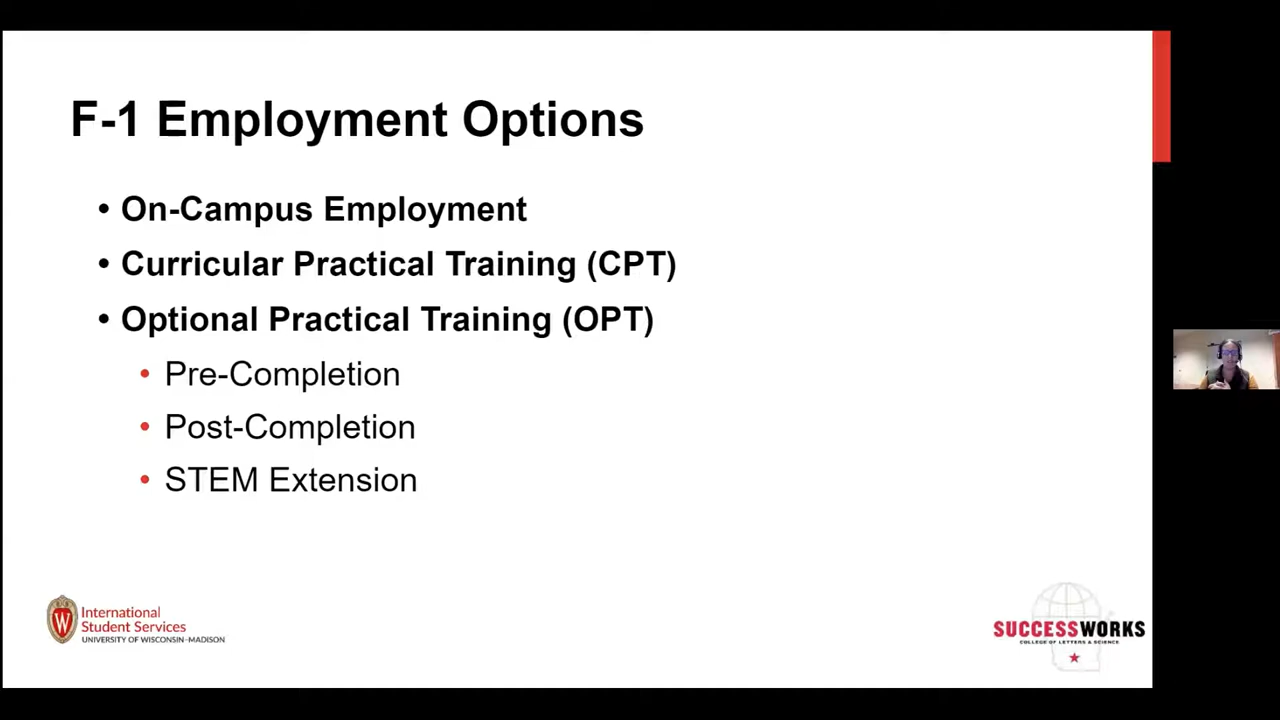 F-1 Employment Options
• On-Campus Employment
• Curricular Practical Training (CPT)
• Optional Practical Training (OPT)
• Pre-Completion
• Post-Completion
• STEM Extension
W
International
Student Services
UNIVERSITY OF WISCONSIN–MADISON
SUCCESSWORKS
COLLEGE OF LETTERS & SCIENCE